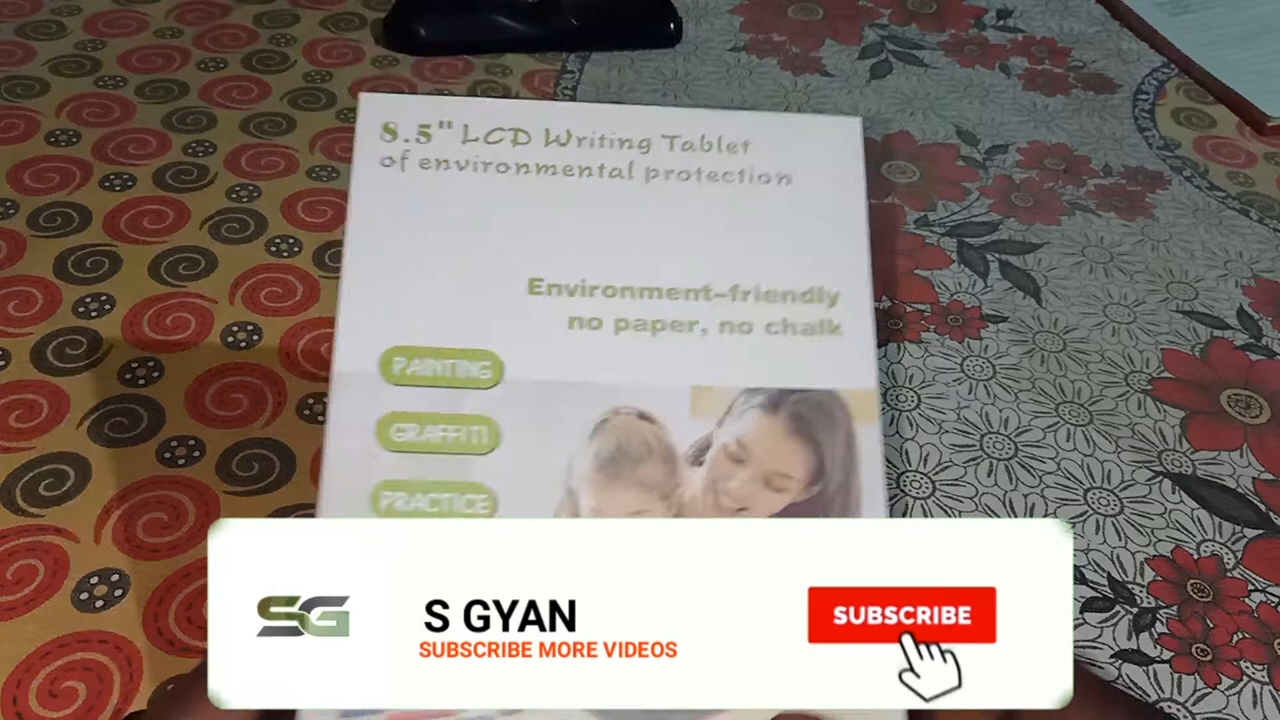 8.5" LCD Writing Tablet
of environmental protection
Environment-friendly
no paper, no chalk
PAINTING
GRAFFITI
PRACTICE
SG
S GYAN
SUBSCRIBE MORE VIDEOS
SUBSCRIBE